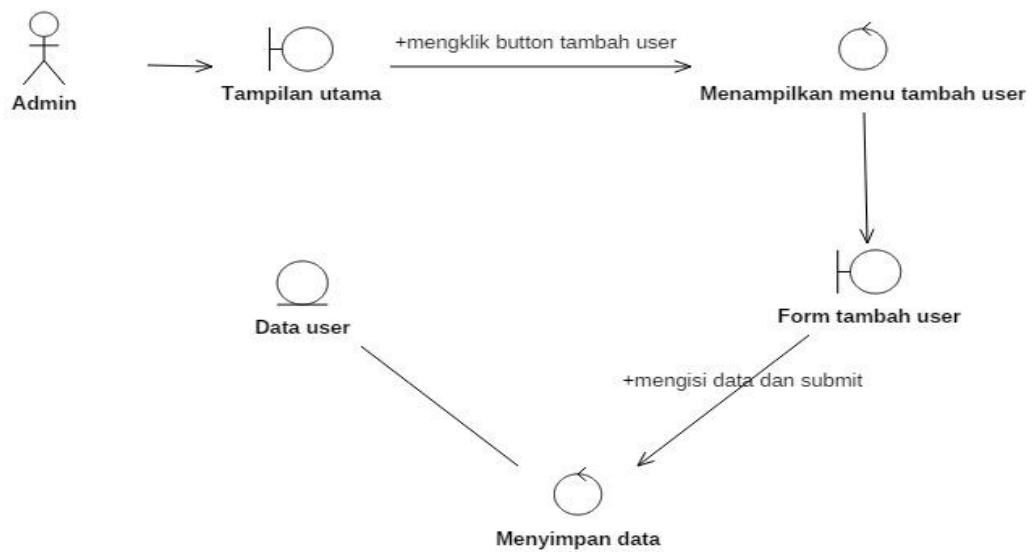 +mengklik button tambah user
Admin
Tampilan utama
Menampilkan menu tambah user
Data user
Form tambah user
+mengisi data dan submit
Menyimpan data